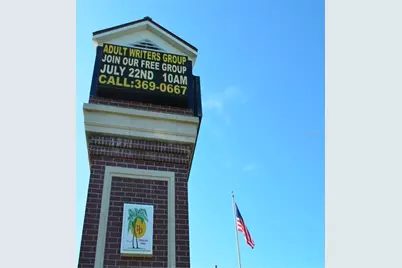 ADULT WRITERS GROUP
JOIN OUR FREE GROUP
JULY 22ND 10AM
CALL:369-0667